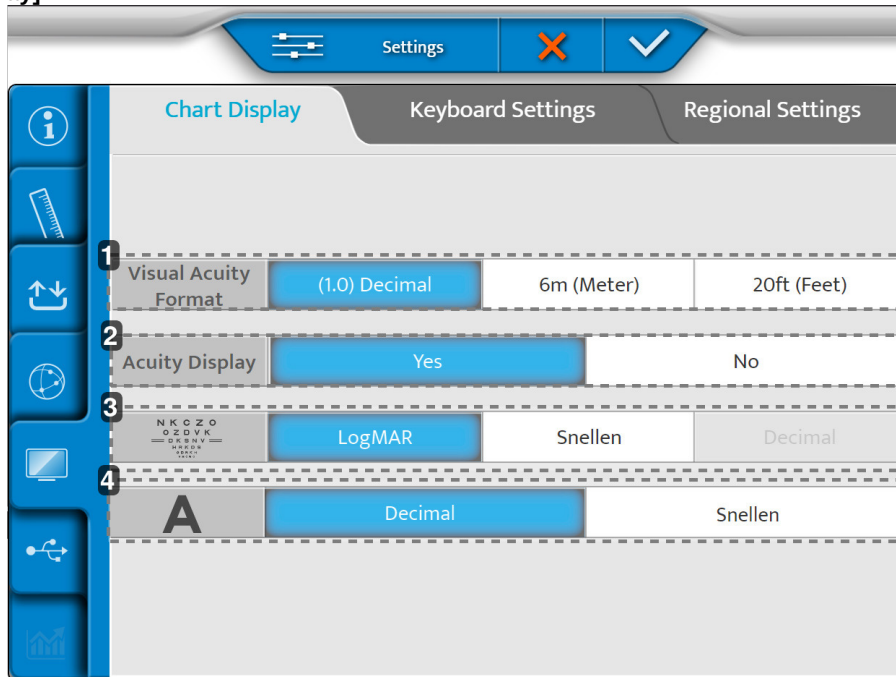 Settings
Chart Display
Keyboard Settings
Regional Settings
1
Visual Acuity
Format
(1.0) Decimal
6m (Meter)
20ft (Feet)
2
Acuity Display
Yes
No
3
N K C Z O
O Z D V K
D K S N V
LogMAR
Snellen
Decimal
4
A
Decimal
Snellen